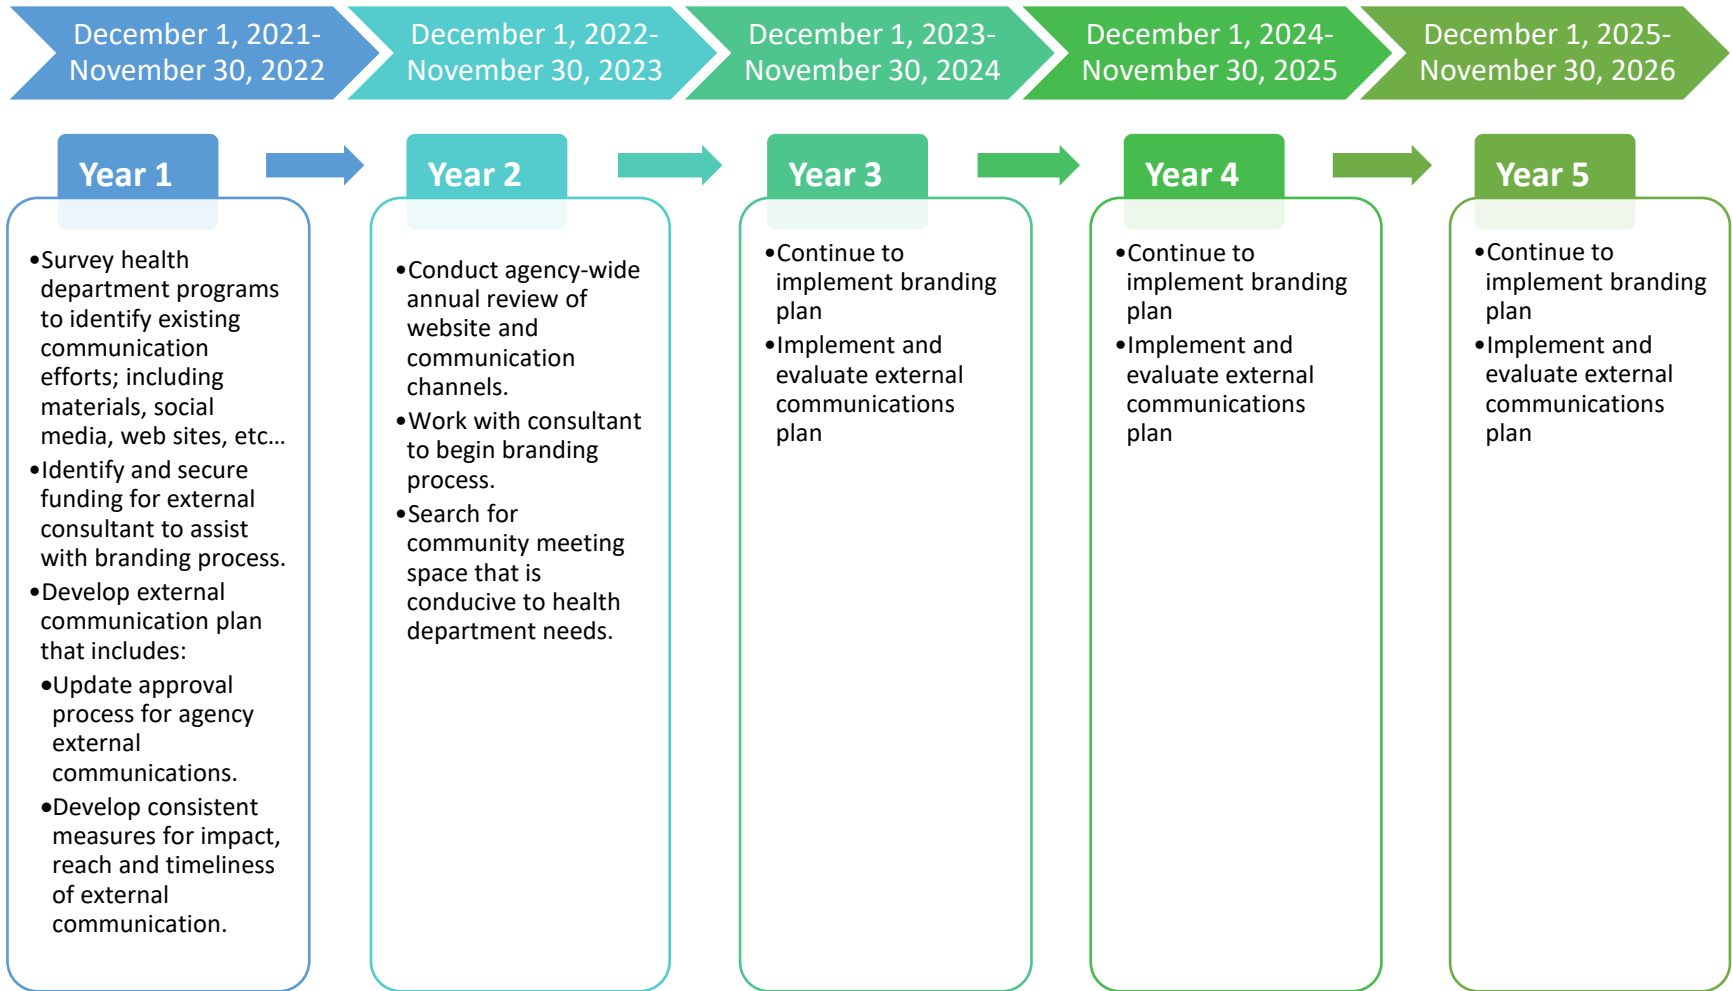 December 1, 2021-
November 30, 2022
December 1, 2022-
November 30, 2023
December 1, 2023-
November 30, 2024
December 1, 2024-
November 30, 2025
December 1, 2025-
November 30, 2026
Year 1
•Survey health
department programs
to identify existing
communication
efforts; including
materials, social
media, web sites, etc…
•Identify and secure
funding for external
consultant to assist
with branding process.
•Develop external
communication plan
that includes:
•Update approval
process for agency
external
communications.
•Develop consistent
measures for impact,
reach and timeliness
of external
communication.
Year 2
•Conduct agency-wide
annual review of
website and
communication
channels.
•Work with consultant
to begin branding
process.
•Search for
community meeting
space that is
conducive to health
department needs.
Year 3
•Continue to
implement branding
plan
•Implement and
evaluate external
communications
plan
Year 4
•Continue to
implement branding
plan
•Implement and
evaluate external
communications
plan
Year 5
•Continue to
implement branding
plan
•Implement and
evaluate external
communications
plan